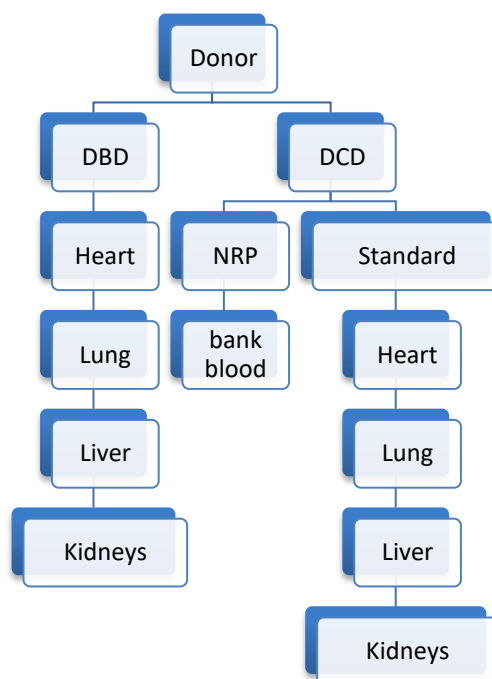 Donor
DBD
DCD
Heart
NRP
Standard
Lung
bank
blood
Heart
Liver
Lung
Kidneys
Liver
Kidneys